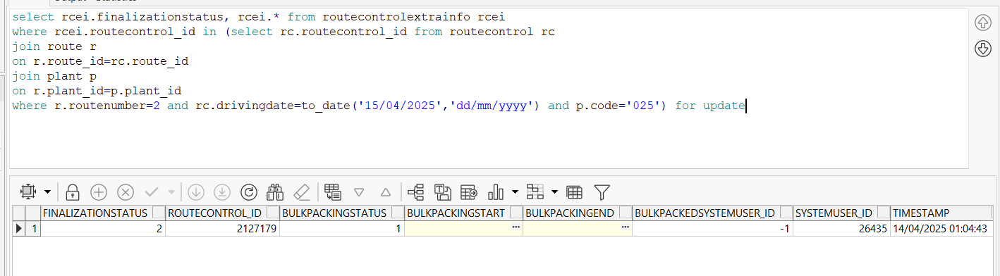 select rcei.finalizationstatus, rcei.* from routecontrolextrainfo rcei
where rcei.routecontrol_id in (select rc.routecontrol_id from routecontrol rc
join route r
on r.route_id=rc.route_id
join plant p
on r.plant_id=p.plant_id
where r.routenumber=2 and rc.drivingdate=to_date('15/04/2025','dd/mm/yyyy') and p.code='025') for update
FINALIZATIONSTATUS ROUTECONTROL_ID BULKPACKINGSTATUS BULKPACKINGSTART BULKPACKINGEND BULKPACKEDSYSTEMUSER_ID SYSTEMUSER_ID TIMESTAMP
1 2 2127179 1 ... ... -1 26435 14/04/2025 01:04:43